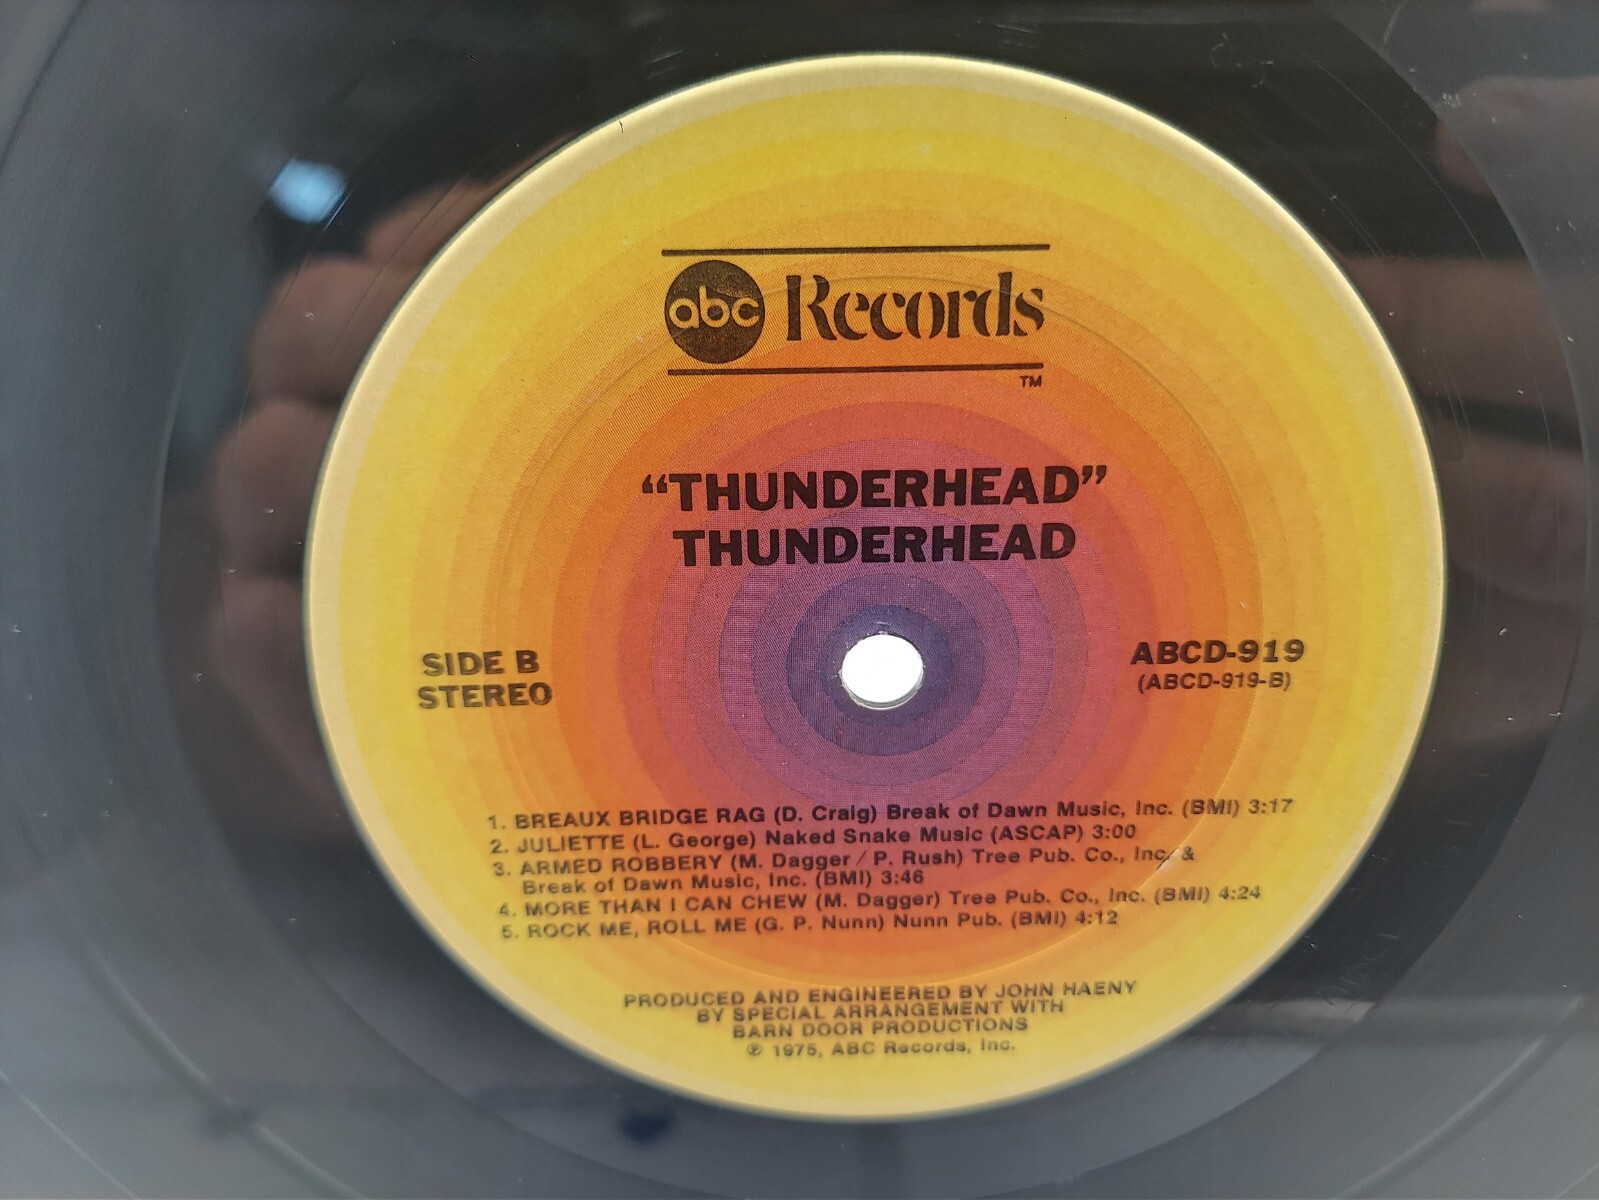 abc Records
TM
“THUNDERHEAD”
THUNDERHEAD
SIDE B
STEREO
ABCD-919
(ABCD-919-B)
1. BREAUX BRIDGE RAG (D. Craig) Break of Dawn Music, Inc. (BMI) 3:17
2. JULIETTE (L. George) Naked Snake Music (ASCAP) 3:00
3. ARMED ROBBERY (M. Dagger / P. Rush) Tree Pub. Co., Inc. &
Break of Dawn Music, Inc. (BMI) 3:46
4. MORE THAN I CAN CHEW (M. Dagger) Tree Pub. Co., Inc. (BMI) 4:24
5. ROCK ME, ROLL ME (G. P. Nunn) Nunn Pub. (BMI) 4:12
PRODUCED AND ENGINEERED BY JOHN HAENY
BY SPECIAL ARRANGEMENT WITH
BARN DOOR PRODUCTIONS
℗ 1975, ABC Records, Inc.